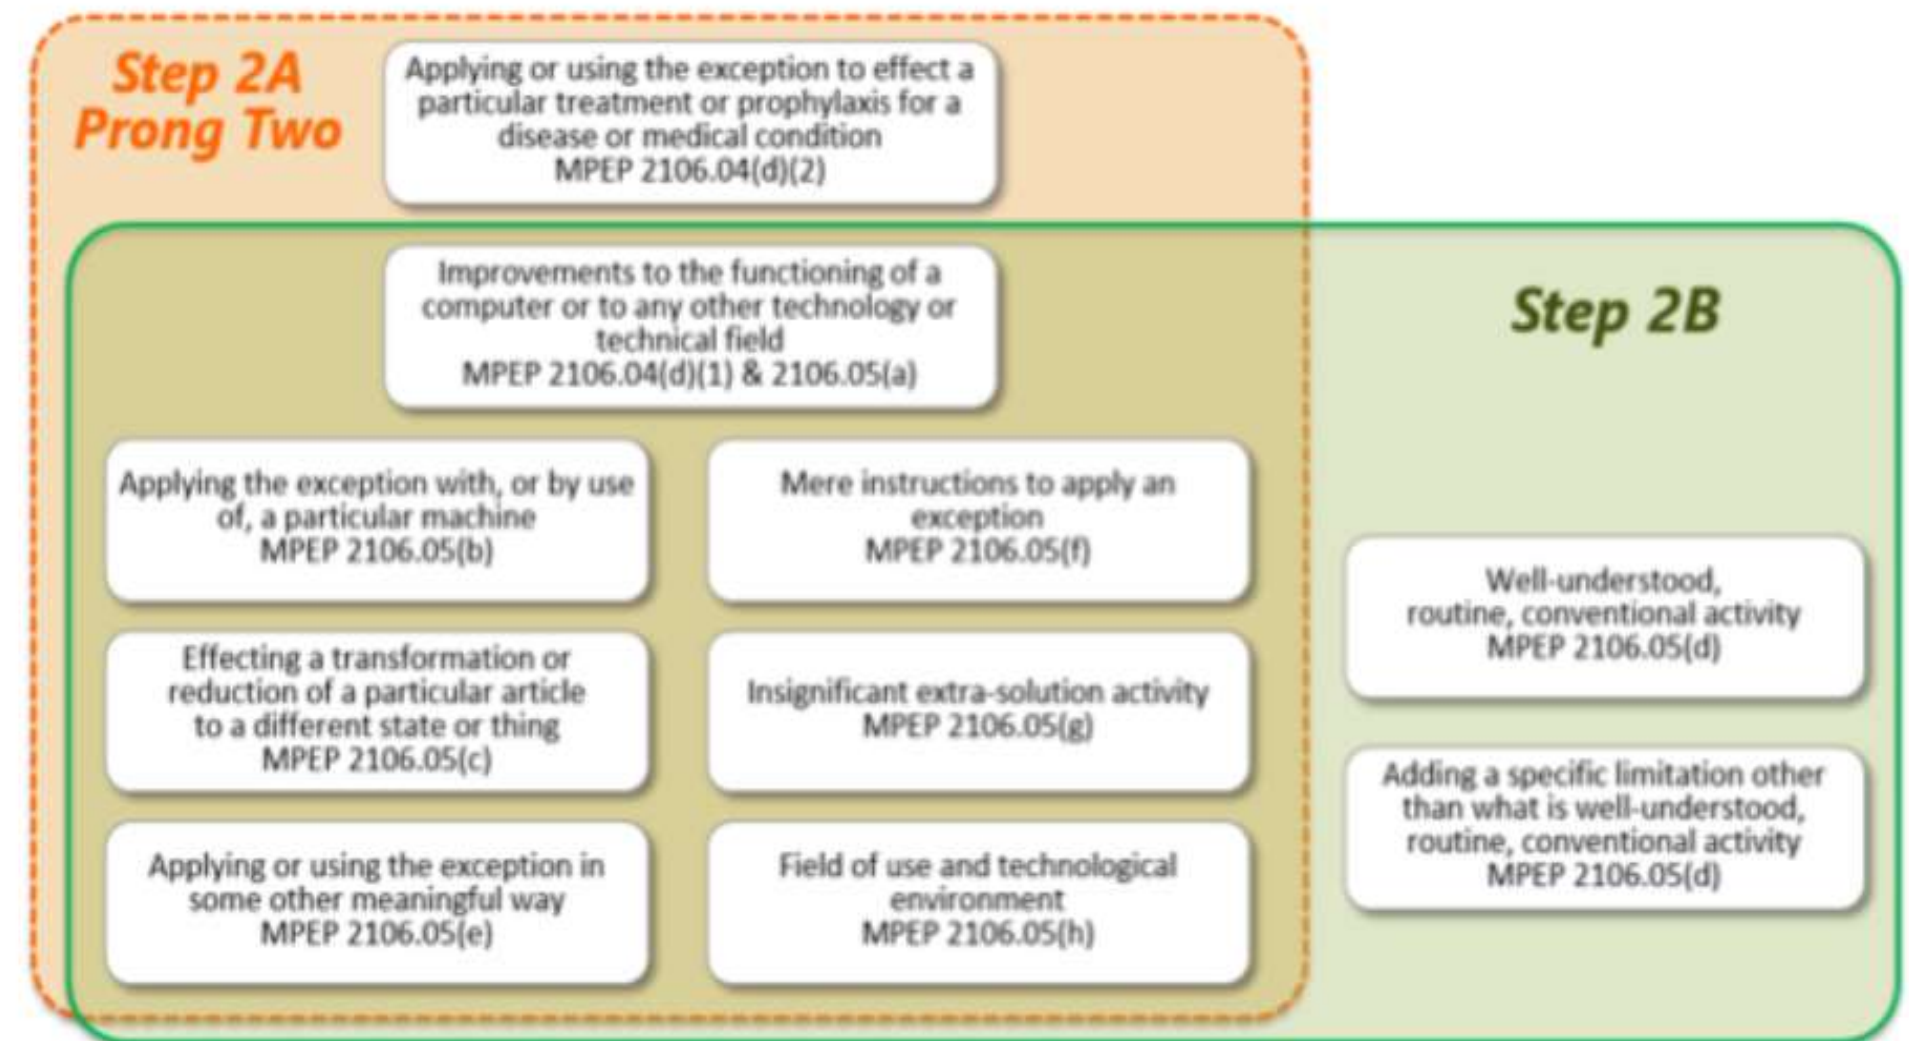 Step 2A
Prong Two
Applying or using the exception to effect a
particular treatment or prophylaxis for a
disease or medical condition
MPEP 2106.04(d)(2)
Improvements to the functioning of a
computer or to any other technology or
technical field
MPEP 2106.04(d)(1) & 2106.05(a)
Step 2B
Applying the exception with, or by use
of, a particular machine
MPEP 2106.05(b)
Mere instructions to apply an
exception
MPEP 2106.05(f)
Effecting a transformation or
reduction of a particular article
to a different state or thing
MPEP 2106.05(c)
Insignificant extra-solution activity
MPEP 2106.05(g)
Applying or using the exception in
some other meaningful way
MPEP 2106.05(e)
Field of use and technological
environment
MPEP 2106.05(h)
Well-understood,
routine, conventional activity
MPEP 2106.05(d)
Adding a specific limitation other
than what is well-understood,
routine, conventional activity
MPEP 2106.05(d)